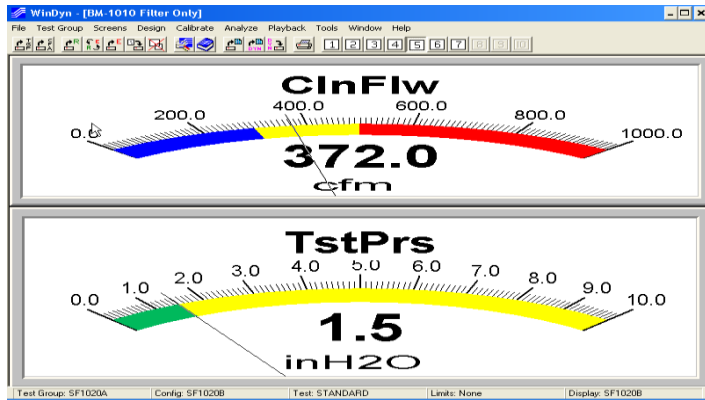 WinDyn - [BM-1010 Filter Only]
File Test Group Screens Design Calibrate Analyze Playback Tools Window Help
1 2 3 4 5 6 7 8 9 10
ClnFlw
0.0 200.0 400.0 600.0 800.0 1000.0
372.0
cfm
TstPrs
0.0 1.0 2.0 3.0 4.0 5.0 6.0 7.0 8.0 9.0 10.0
1.5
inH2O
Test Group: SF1020A Config: SF1020B Test: STANDARD Limits: None Display: SF1020B